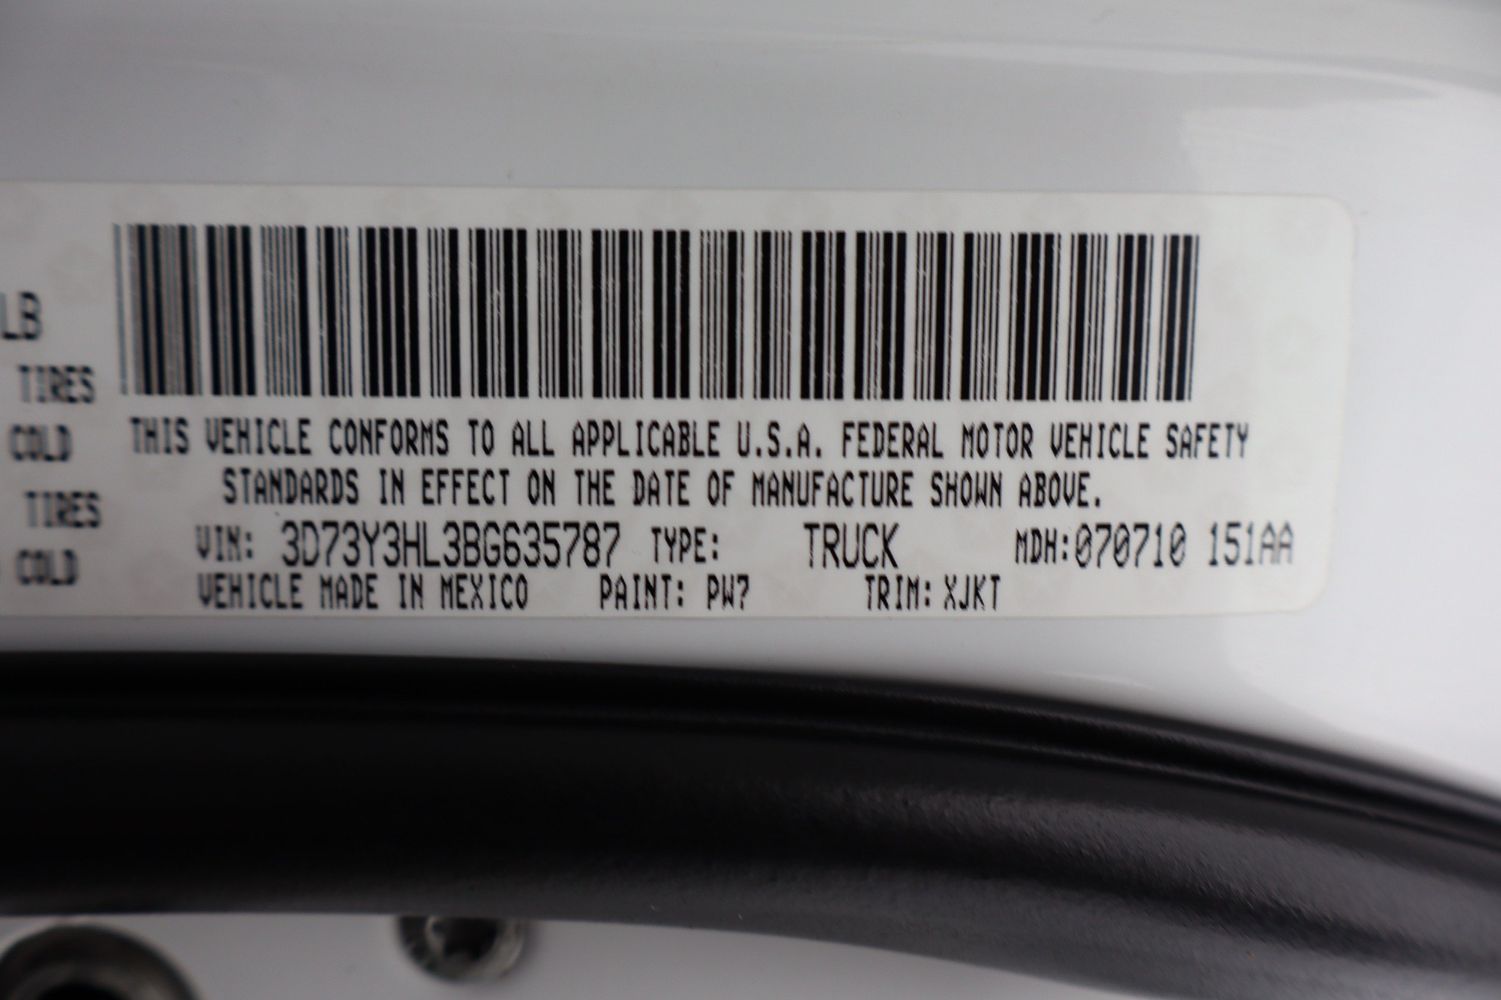 LB
TIRES
COLD
THIS VEHICLE CONFORMS TO ALL APPLICABLE U.S.A. FEDERAL MOTOR VEHICLE SAFETY
STANDARDS IN EFFECT ON THE DATE OF MANUFACTURE SHOWN ABOVE.
TIRES
VIN: 3D73Y3HL3BG635787 TYPE: TRUCK MDH:070710 151AA
COLD
VEHICLE MADE IN MEXICO PAINT: PW7 TRIM: XJKT